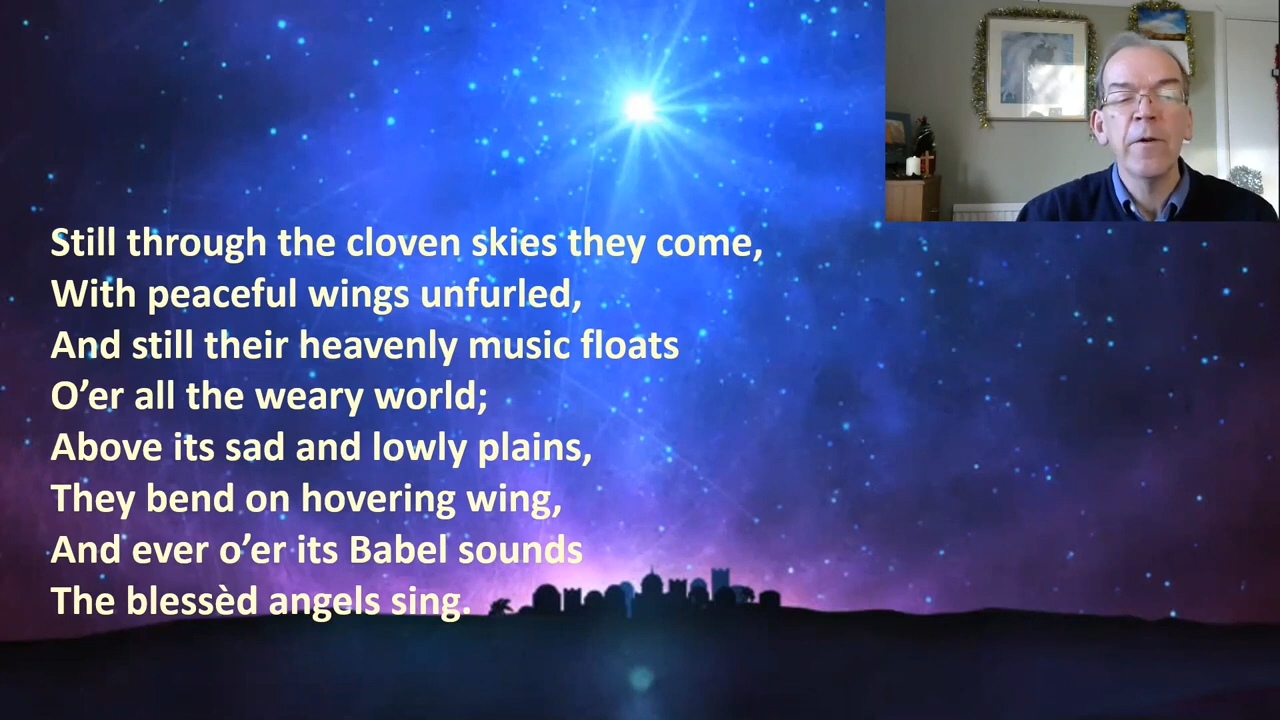 Still through the cloven skies they come,
With peaceful wings unfurled,
And still their heavenly music floats
O’er all the weary world;
Above its sad and lowly plains,
They bend on hovering wing,
And ever o’er its Babel sounds
The blessèd angels sing.